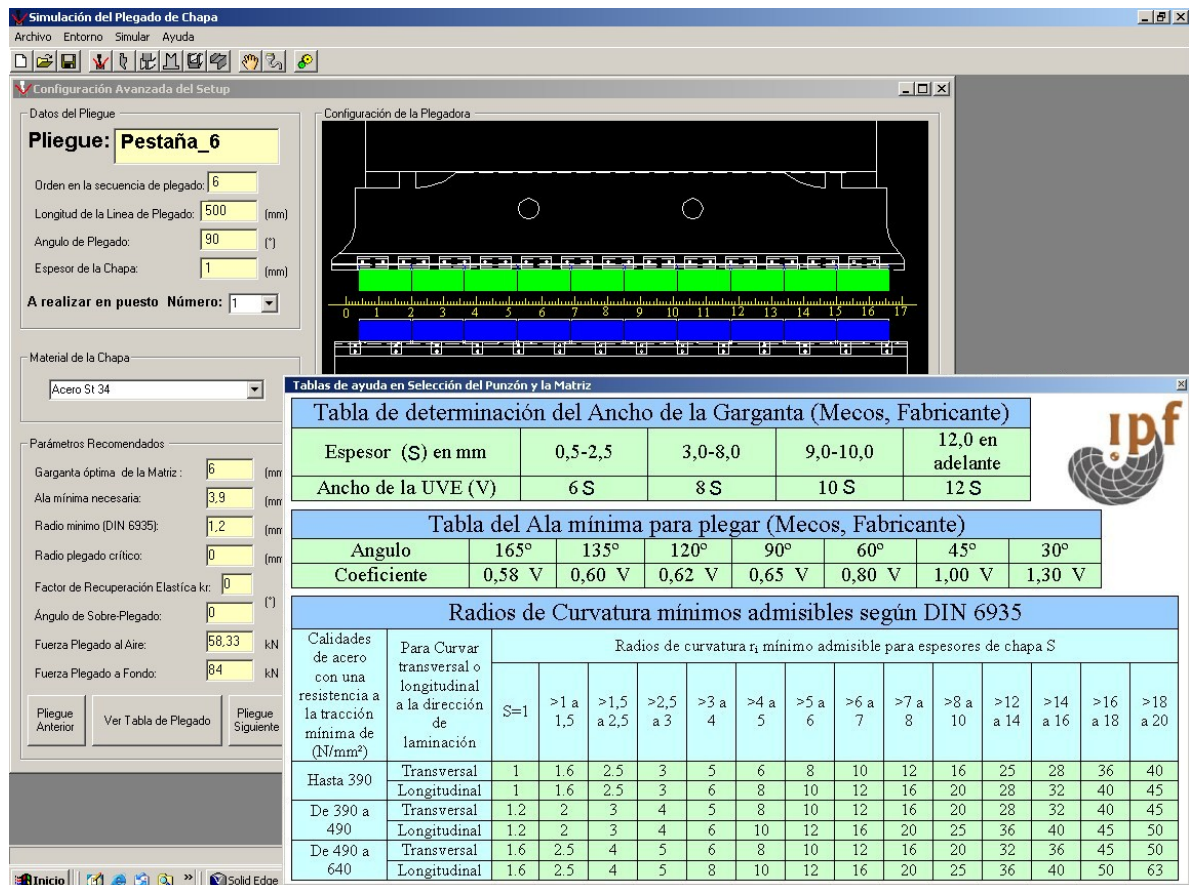 Simulación del Plegado de Chapa
Archivo Entorno Simular Ayuda
Configuración Avanzada del Setup
Datos del Pliegue
Pliegue: Pestaña_6
Orden en la secuencia de plegado: 6
Longitud de la Linea de Plegado: 500 (mm)
Angulo de Plegado: 90 (°)
Espesor de la Chapa: 1 (mm)
A realizar en puesto Número: 1
Configuración de la Plegadora
0 1 2 3 4 5 6 7 8 9 10 11 12 13 14 15 16 17
Material de la Chapa
Acero St 34
Parámetros Recomendados
Garganta óptima de la Matriz : 6 (mm
Ala mínima necesaria: 3,9 (mm
Radio minimo (DIN 6935): 1,2 (mm
Radio plegado crítico: 0 (mm
Factor de Recuperación Elastíca kr: 0
Ángulo de Sobre-Plegado: 0 (°)
Fuerza Plegado al Aire: 58,33 kN
Fuerza Plegado a Fondo: 84 kN
Pliegue Anterior
Ver Tabla de Plegado
Pliegue Siguiente
Tablas de ayuda en Selección del Punzón y la Matriz
Tabla de determinación del Ancho de la Garganta (Mecos, Fabricante)
Espesor (S) en mm 0,5-2,5 3,0-8,0 9,0-10,0 12,0 en adelante
Ancho de la UVE (V) 6 S 8 S 10 S 12 S
ipf
Tabla del Ala mínima para plegar (Mecos, Fabricante)
Angulo 165° 135° 120° 90° 60° 45° 30°
Coeficiente 0,58 V 0,60 V 0,62 V 0,65 V 0,80 V 1,00 V 1,30 V
Radios de Curvatura mínimos admisibles según DIN 6935
Calidades de acero con una resistencia a la tracción mínima de (N/mm²)
Para Curvar transversal o longitudinal a la dirección de laminación
Radios de curvatura ri mínimo admisible para espesores de chapa S
S=1 >1 a 1,5 >1,5 a 2,5 >2,5 a 3 >3 a 4 >4 a 5 >5 a 6 >6 a 7 >7 a 8 >8 a 10 >12 a 14 >14 a 16 >16 a 18 >18 a 20
Hasta 390
Transversal 1 1.6 2.5 3 5 6 8 10 12 16 25 28 36 40
Longitudinal 1 1.6 2.5 3 6 8 10 12 16 20 28 32 40 45
De 390 a 490
Transversal 1.2 2 3 4 5 8 10 12 16 20 28 32 40 45
Longitudinal 1.2 2 3 4 6 10 12 16 20 25 36 40 45 50
De 490 a 640
Transversal 1.6 2.5 4 5 6 8 10 12 16 20 32 36 45 50
Longitudinal 1.6 2.5 4 5 8 10 12 16 20 25 36 40 50 63
Inicio
Solid Edge